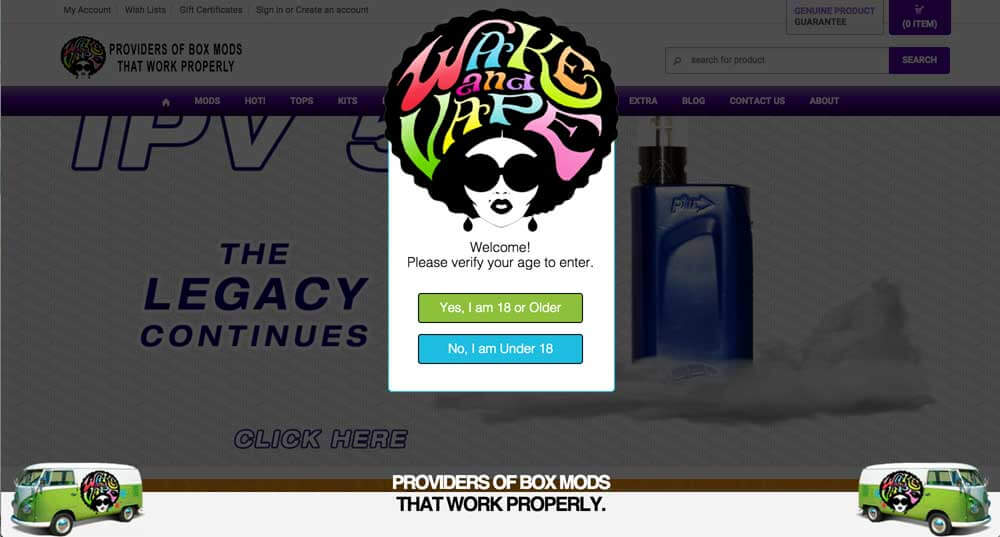 My Account
Wish Lists
Gift Certificates
Sign in or Create an account
GENUINE PRODUCT
GUARANTEE
(0 ITEM)
PROVIDERS OF BOX MODS
THAT WORK PROPERLY
search for product
SEARCH
MODS
HOT!
TOPS
KITS
EXTRA
BLOG
CONTACT US
ABOUT
WAKE
and
VAPE
IPV 5
THE
LEGACY
CONTINUES
CLICK HERE
Welcome!
Please verify your age to enter.
Yes, I am 18 or Older
No, I am Under 18
PROVIDERS OF BOX MODS
THAT WORK PROPERLY.